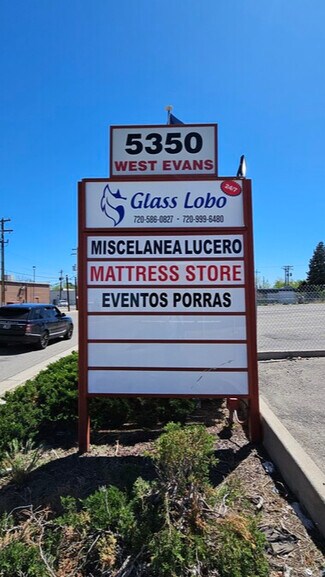 5350
WEST EVANS
Glass Lobo
24/7
720-586-0827 • 720-999-6480
MISCELANEA LUCERO
MATTRESS STORE
EVENTOS PORRAS